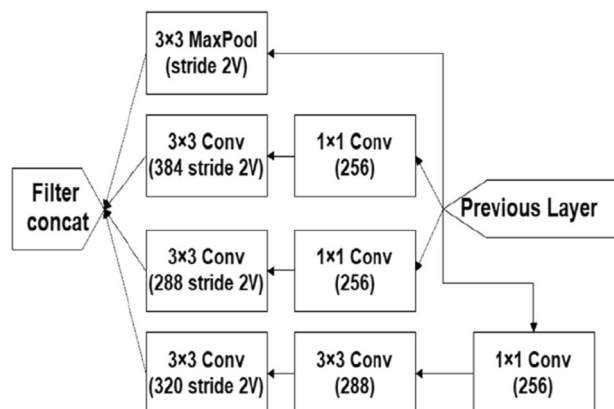 3×3 MaxPool
(stride 2V)
3×3 Conv
(384 stride 2V)
1×1 Conv
(256)
Filter
concat
Previous Layer
3×3 Conv
(288 stride 2V)
1×1 Conv
(256)
3×3 Conv
(320 stride 2V)
3×3 Conv
(288)
1×1 Conv
(256)